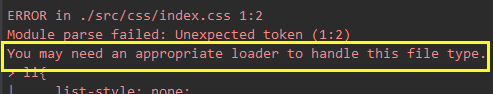 ERROR in ./src/css/index.css 1:2
Module parse failed: Unexpected token (1:2)
You may need an appropriate loader to handle this file type.
> li{
|     list-style: none;